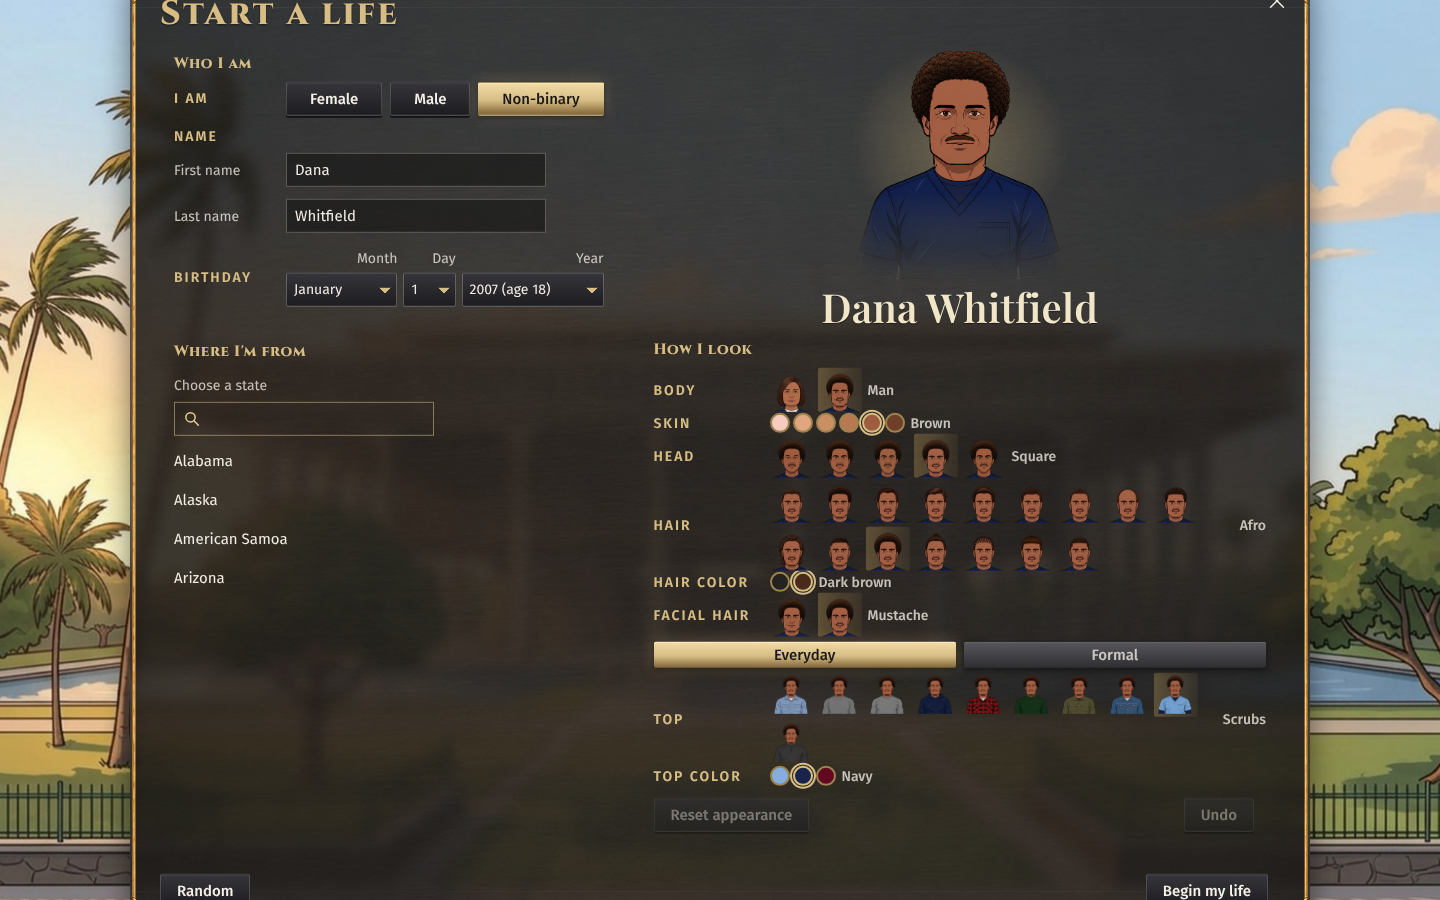 START A LIFE
WHO I AM
I AM
Female
Male
Non-binary
NAME
First name
Dana
Last name
Whitfield
Month
Day
Year
BIRTHDAY
January
1
2007 (age 18)
WHERE I'M FROM
Choose a state
Alabama
Alaska
American Samoa
Arizona
Dana Whitfield
HOW I LOOK
BODY
Man
SKIN
Brown
HEAD
Square
HAIR
Afro
HAIR COLOR
Dark brown
FACIAL HAIR
Mustache
Everyday
Formal
TOP
Scrubs
TOP COLOR
Navy
Reset appearance
Undo
Random
Begin my life